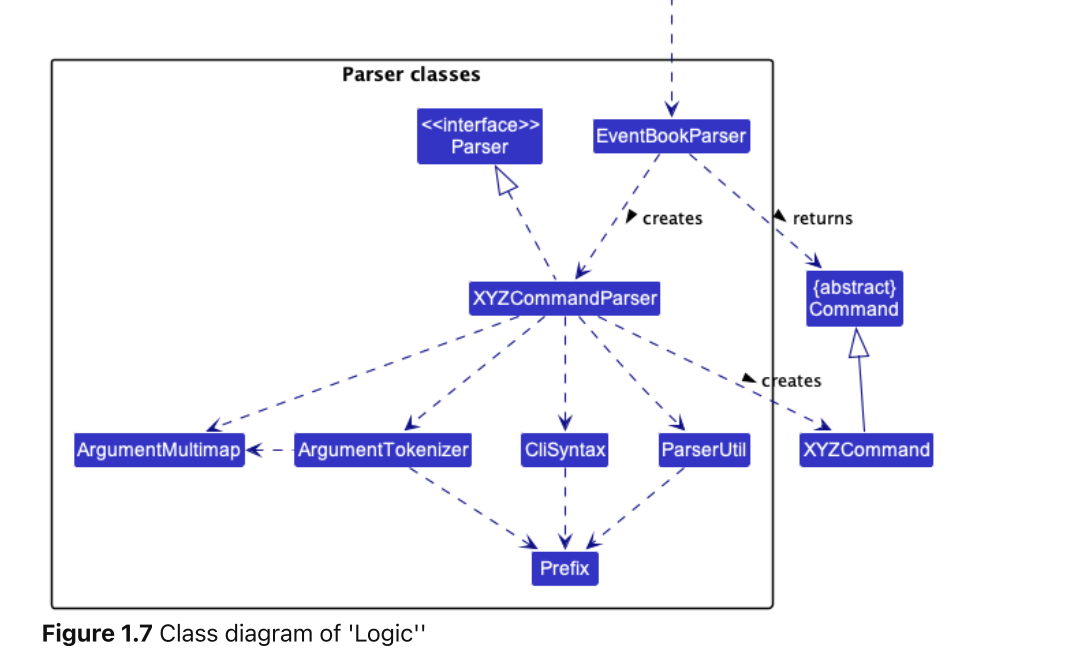 Parser classes
<<interface>>
Parser
EventBookParser
creates
returns
XYZCommandParser
{abstract}
Command
creates
ArgumentMultimap
ArgumentTokenizer
CliSyntax
ParserUtil
XYZCommand
Prefix
Figure 1.7 Class diagram of 'Logic''